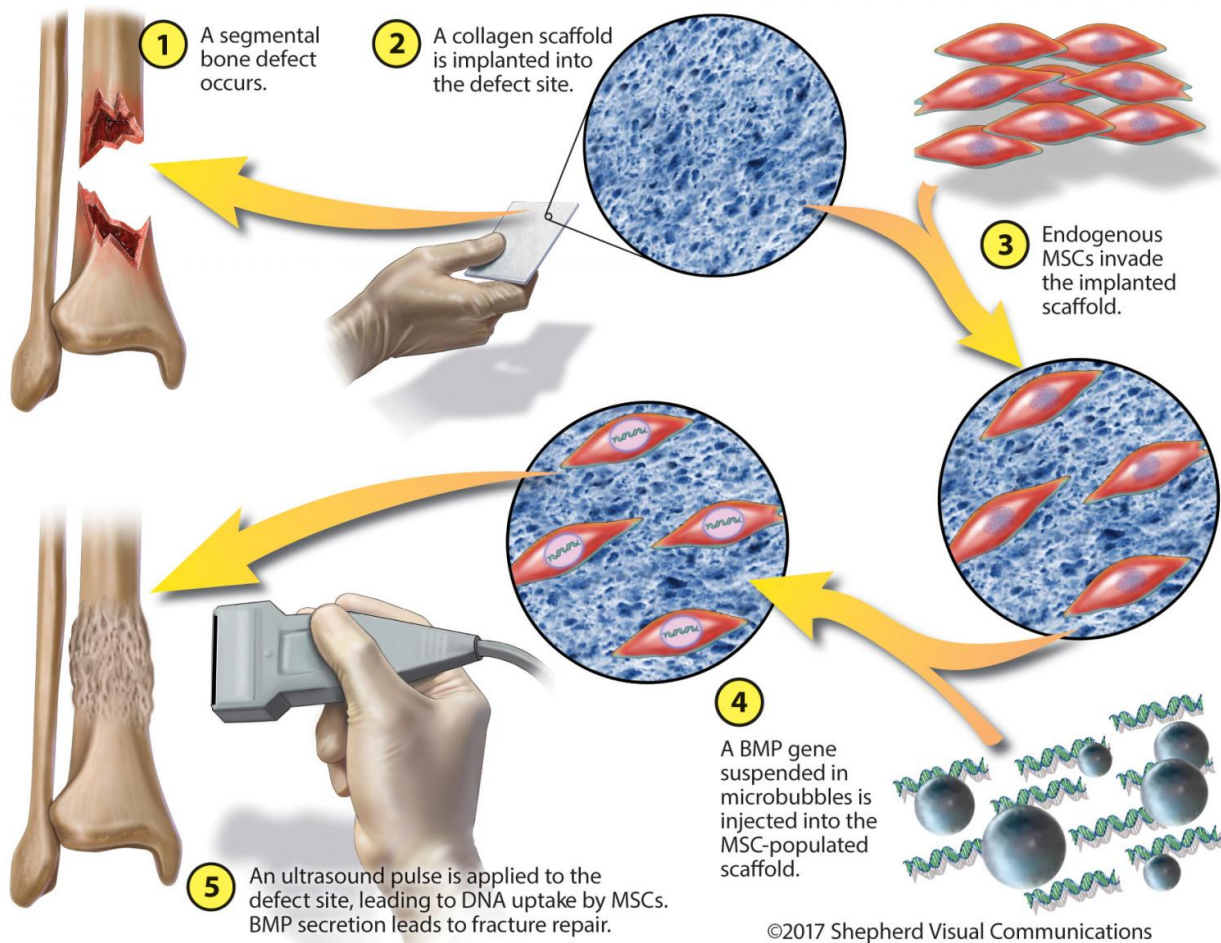 1
A segmental
bone defect
occurs.
2
A collagen scaffold
is implanted into
the defect site.
3
Endogenous
MSCs invade
the implanted
scaffold.
4
A BMP gene
suspended in
microbubbles is
injected into the
MSC-populated
scaffold.
5
An ultrasound pulse is applied to the
defect site, leading to DNA uptake by MSCs.
BMP secretion leads to fracture repair.
©2017 Shepherd Visual Communications